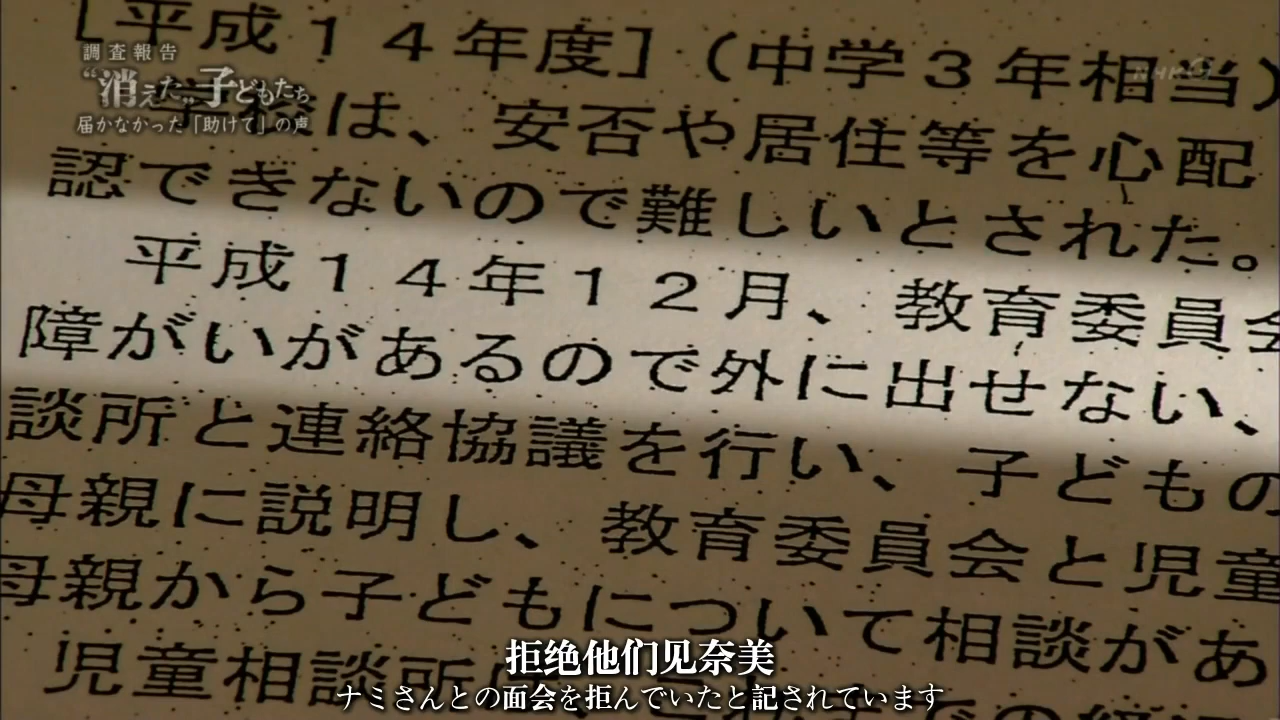 [平成１４年度]（中学３年相当）
調査報告
NHK G
“消えた”子どもたち
届かなかった「助けて」の声
学校は、安否や居住等を心配
認できないので難しいとされた。
平成１４年１２月、教育委員会
障がいがあるので外に出せない、
談所と連絡協議を行い、子どもの
母親に説明し、教育委員会と児童
母親から子どもについて相談があ
児童相談所
拒绝他们见奈美
ナミさんとの面会を拒んでいたと記されています